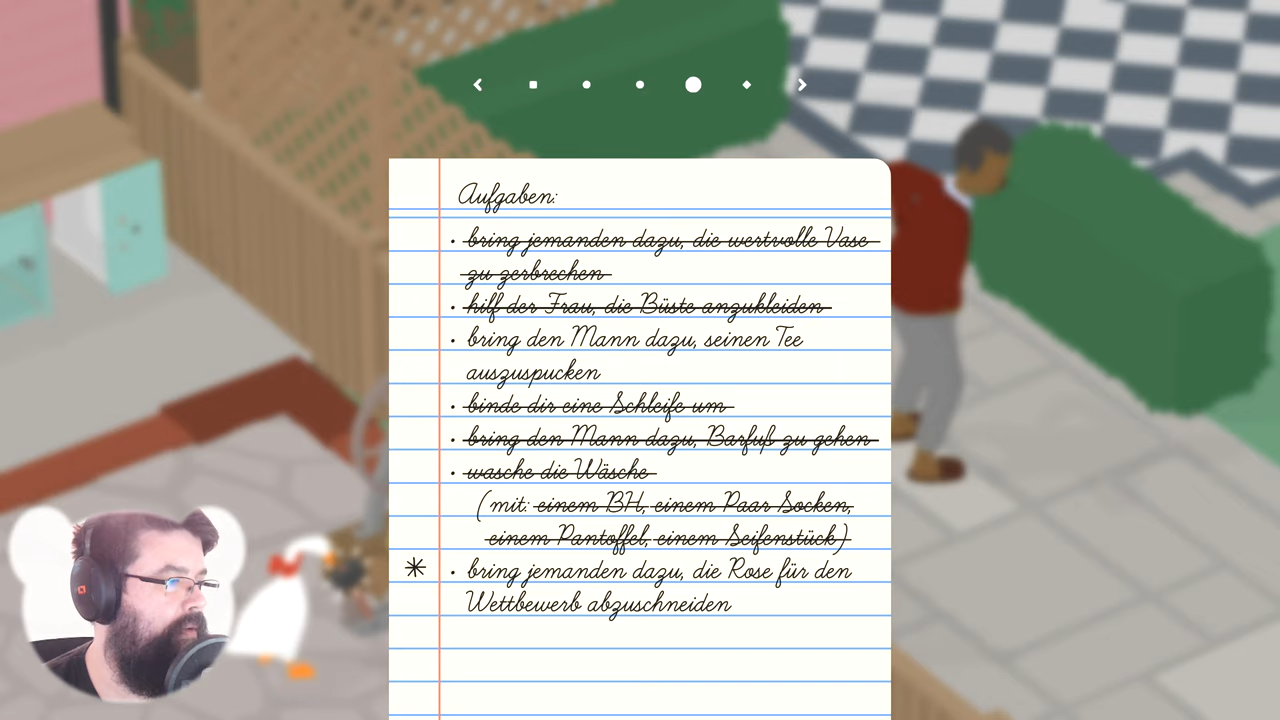 Aufgaben:
• bring jemanden dazu, die wertvolle Vase
zu zerbrechen
• hilf der Frau, die Büste anzukleiden
• bring den Mann dazu, seinen Tee
auszuspucken
• binde dir eine Schleife um
• bring den Mann dazu, Barfuß zu gehen
• wasche die Wäsche
(mit: einem BH, einem Paar Socken,
einem Pantoffel, einem Seifenstück)
• bring jemanden dazu, die Rose für den
Wettbewerb abzuschneiden